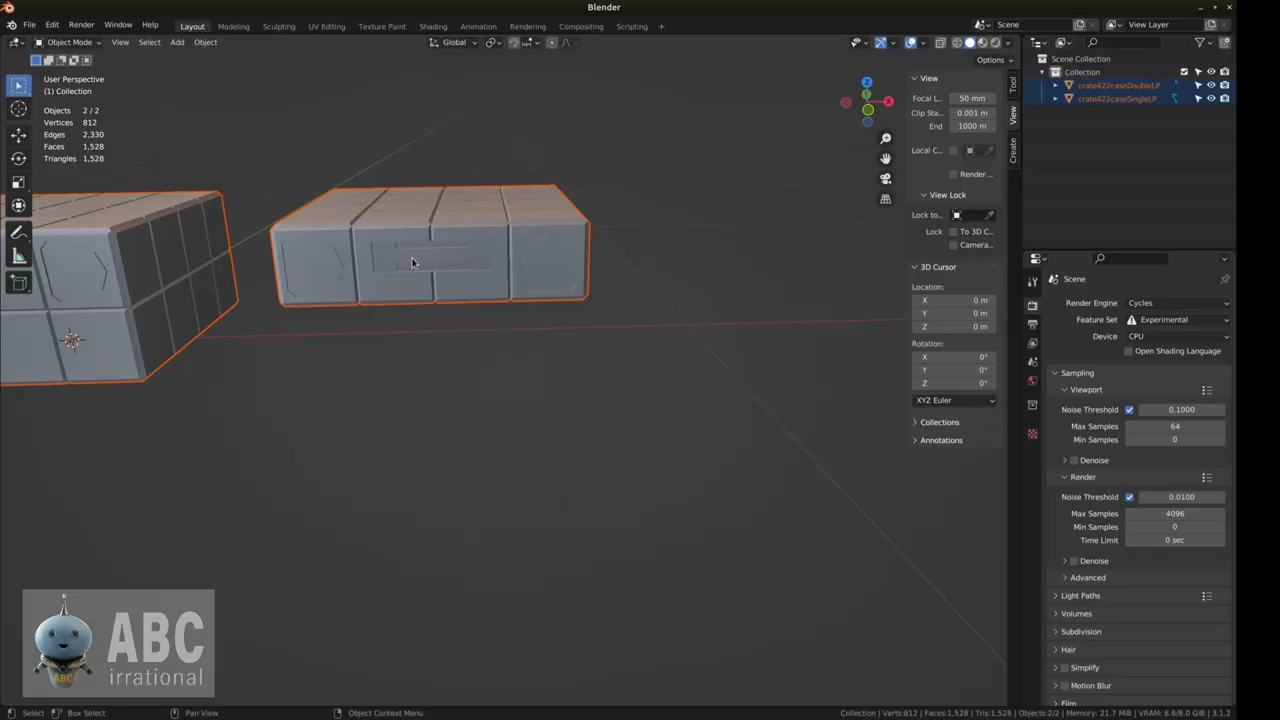 Blender
File Edit Render Window Help Layout Modeling Sculpting UV Editing Texture Paint Shading Animation Rendering Compositing Scripting + Scene View Layer
Object Mode View Select Add Object Global
Options
User Perspective
(1) Collection
Objects 2 / 2
Vertices 812
Edges 2,330
Faces 1,528
Triangles 1,528
X
Z
View
Focal L... 50 mm
Clip Sta... 0.001 m
End 1000 m
Local C...
Render ...
View Lock
Lock to...
Lock To 3D C...
Camera...
3D Cursor
Location:
X 0 m
Y 0 m
Z 0 m
Rotation:
X 0°
Y 0°
Z 0°
XYZ Euler
Collections
Annotations
Tool
View
Create
Scene Collection
Collection
crate422caseDoubleLP
crate422caseSingleLP
Scene
Render Engine Cycles
Feature Set Experimental
Device CPU
Open Shading Language
Sampling
Viewport
Noise Threshold 0.1000
Max Samples 64
Min Samples 0
Denoise
Render
Noise Threshold 0.0100
Max Samples 4096
Min Samples 0
Time Limit 0 sec
Denoise
Advanced
Light Paths
Volumes
Subdivision
Hair
Simplify
Motion Blur
Film
ABC
irrational
ABC
Select Box Select Pan View Object Context Menu Collection | Verts:812 | Faces:1,528 | Tris:1,528 | Objects:2/2 | Memory: 21.7 MiB | VRAM: 6.6/8.0 GiB | 3.1.2